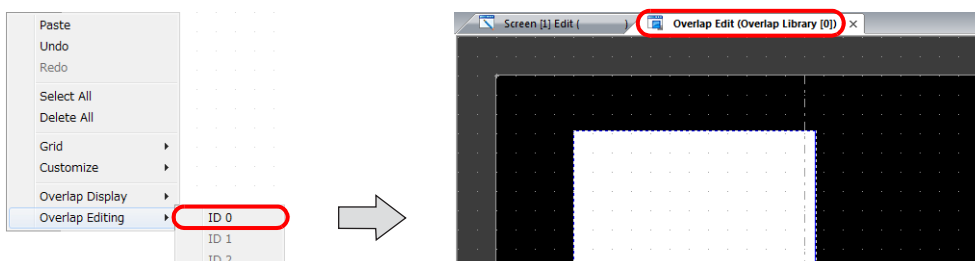 Paste
Undo
Redo
Select All
Delete All
Grid
Customize
Overlap Display
Overlap Editing
ID 0
ID 1
ID 2
Screen [1] Edit ( )
Overlap Edit (Overlap Library [0])